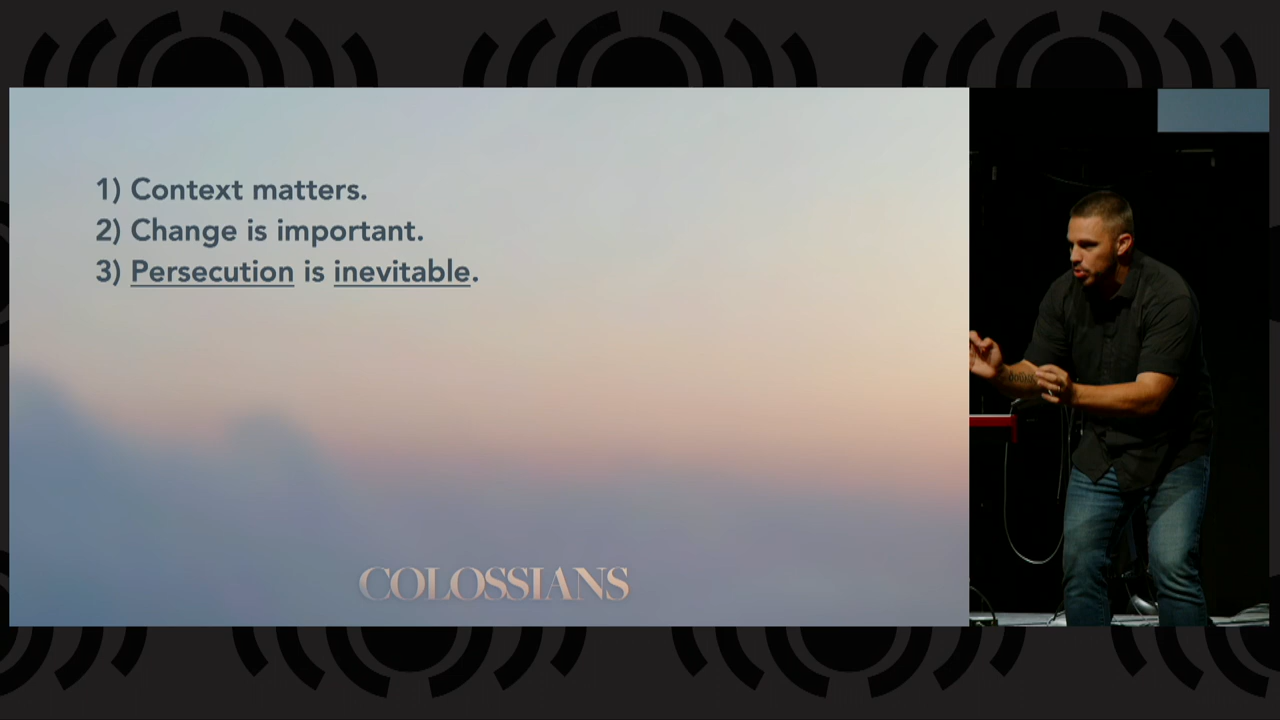 1) Context matters.
2) Change is important.
3) Persecution is inevitable.
COLOSSIANS